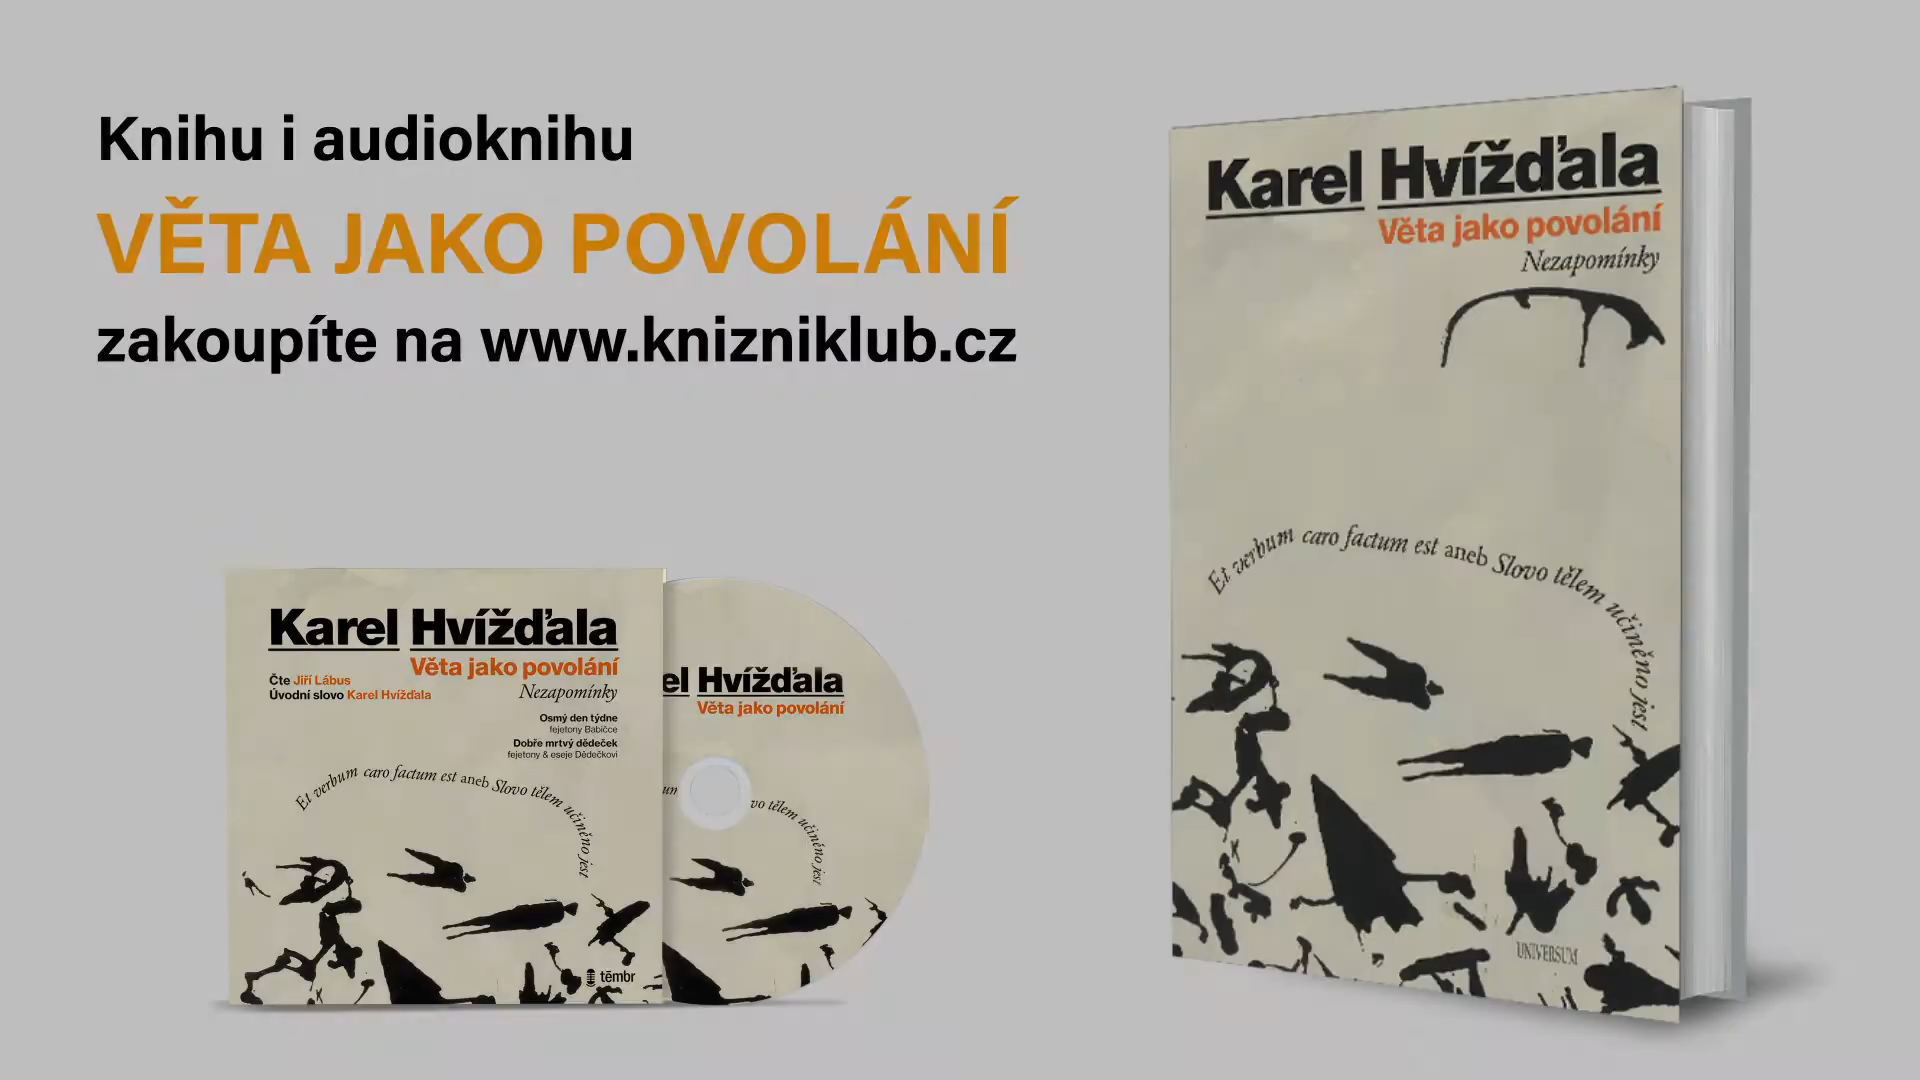 Knihu i audioknihu
VĚTA JAKO POVOLÁNÍ
zakoupíte na www.knizniklub.cz
Karel Hvížďala
Věta jako povolání
Nezapomínky
Et verbum caro factum est aneb Slovo tělem učiněno jest
UNIVERSUM
Karel Hvížďala
Věta jako povolání
Čte Jiří Lábus
Úvodní slovo Karel Hvížďala
Nezapomínky
Osmý den týdne
fejetony Babičce
Dobře mrtvý dědeček
fejetony & eseje Dědečkovi
Et verbum caro factum est aneb Slovo tělem učiněno jest
témbr
el Hvížďala
Věta jako povolání
um
vo tělem učiněno jest